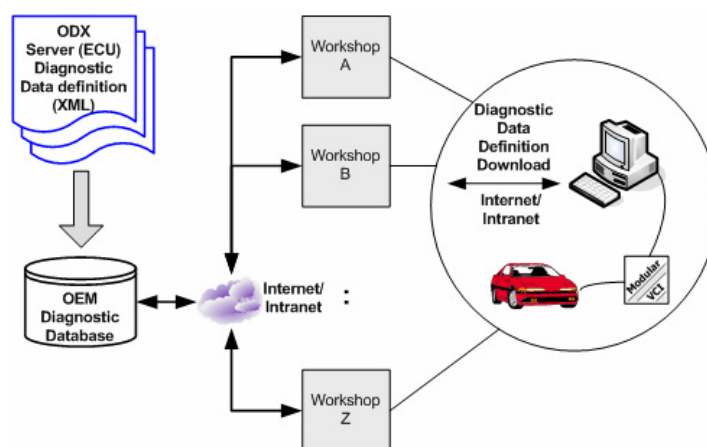 ODX
Server (ECU)
Diagnostic
Data definition
(XML)
OEM
Diagnostic
Database
Internet/
Intranet
:
Workshop
A
Workshop
B
Workshop
Z
Diagnostic
Data
Definition
Download
Internet/
Intranet
Modular
VCI